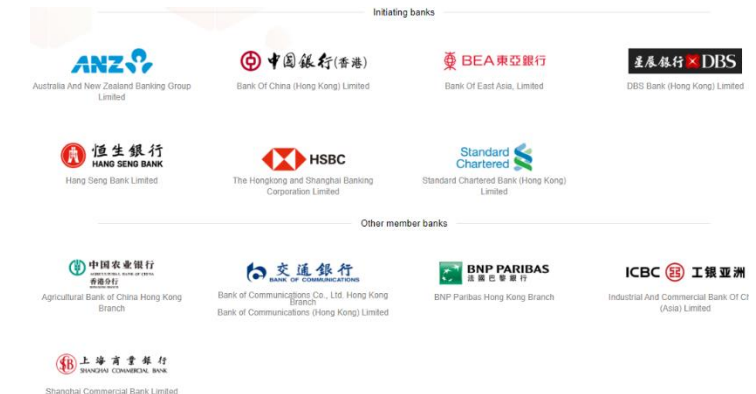 Initiating banks
ANZ
中国银行(香港)
BEA東亞銀行
星展銀行 DBS
Australia And New Zealand Banking Group
Limited
Bank Of China (Hong Kong) Limited
Bank Of East Asia, Limited
DBS Bank (Hong Kong) Limited
恒生銀行
HANG SENG BANK
HSBC
Standard
Chartered
Hang Seng Bank Limited
The Hongkong and Shanghai Banking
Corporation Limited
Standard Chartered Bank (Hong Kong)
Limited
Other member banks
中国农业银行
AGRICULTURAL BANK OF CHINA
香港分行
交通銀行
BANK OF COMMUNICATIONS
BNP PARIBAS
法國巴黎銀行
ICBC 工银亚洲
Agricultural Bank of China Hong Kong
Branch
Bank of Communications Co., Ltd. Hong Kong
Branch
Bank of Communications (Hong Kong) Limited
BNP Paribas Hong Kong Branch
Industrial And Commercial Bank Of Ch
(Asia) Limited
上海商業銀行
SHANGHAI COMMERCIAL BANK
Shanghai Commercial Bank Limited